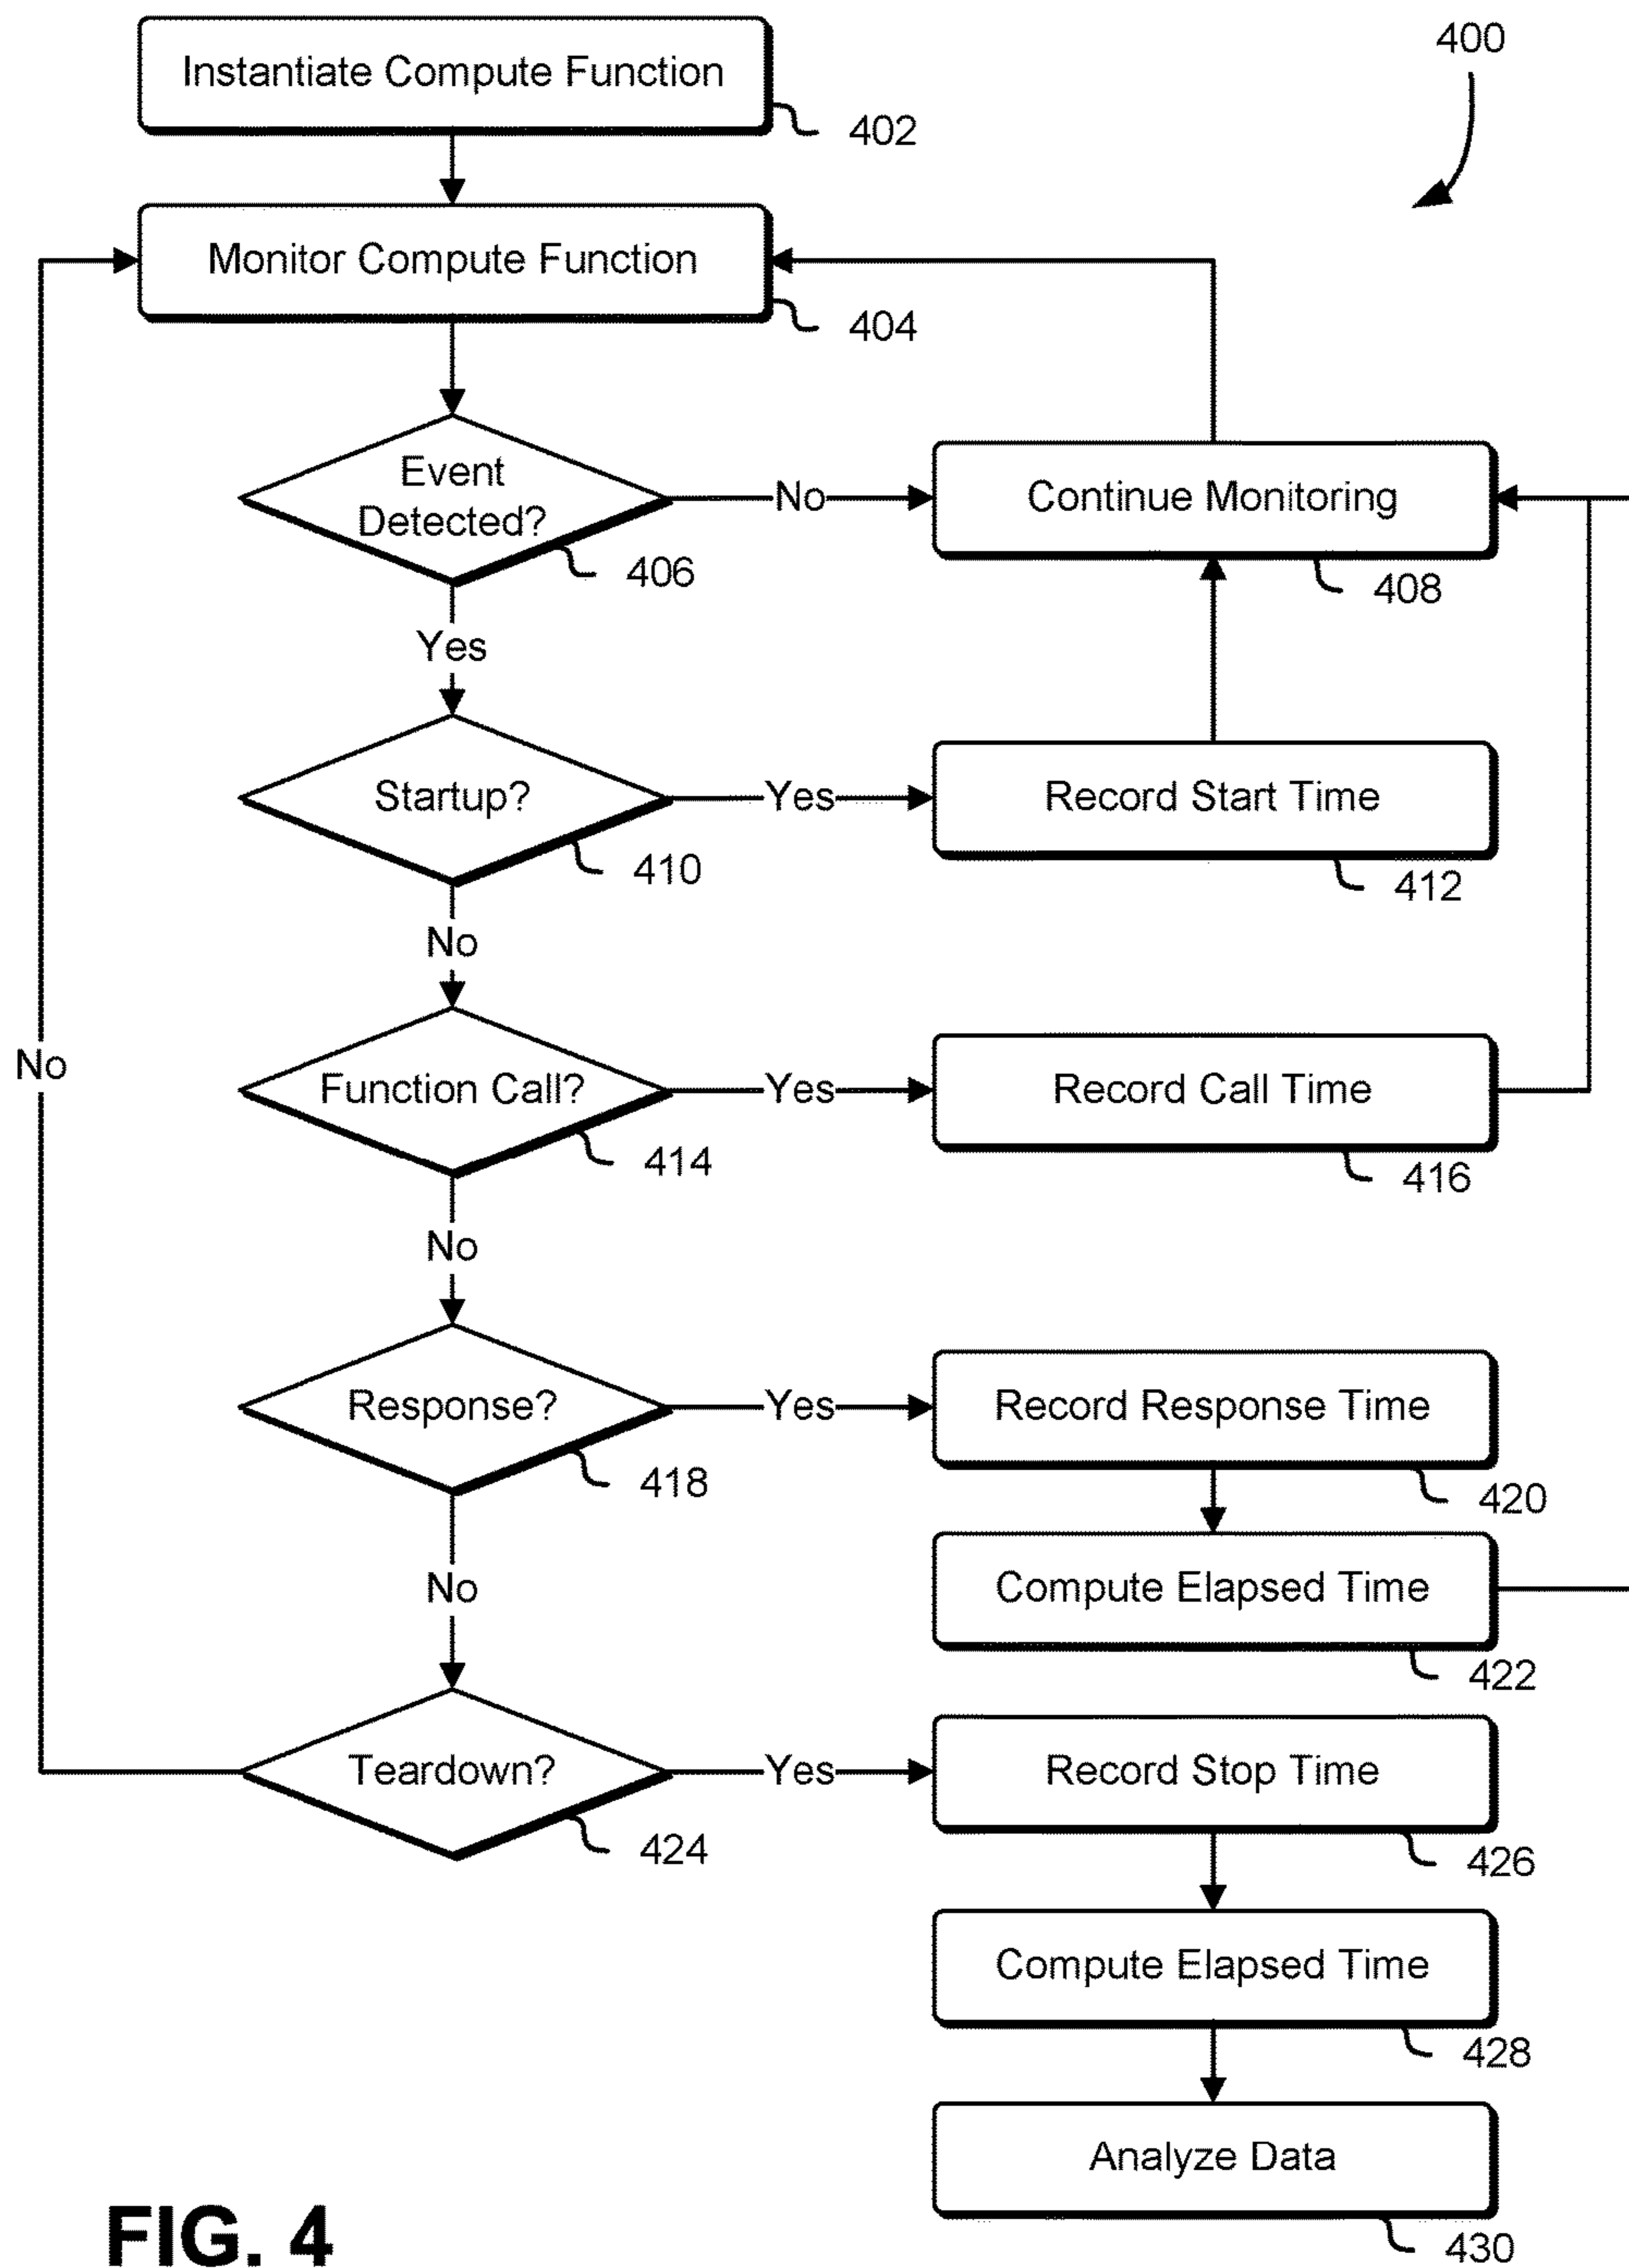 400
Instantiate Compute Function
402
Monitor Compute Function
404
Event
Detected?
406
No
Continue Monitoring
408
Yes
Startup?
410
Yes
Record Start Time
412
No
Function Call?
414
Yes
Record Call Time
416
No
No
Response?
418
Yes
Record Response Time
420
Compute Elapsed Time
422
No
Teardown?
424
Yes
Record Stop Time
426
Compute Elapsed Time
428
Analyze Data
430
FIG. 4